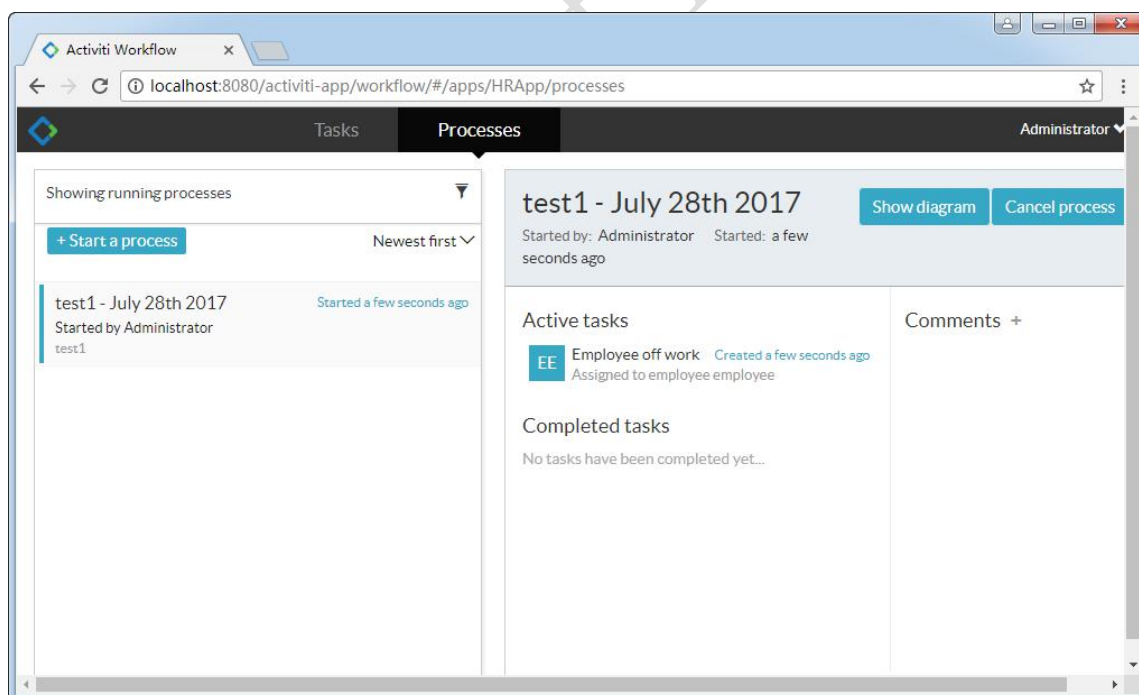 Activiti Workflow
localhost:8080/activiti-app/workflow/#/apps/HRApp/processes
Tasks
Processes
Administrator
Showing running processes
+ Start a process
Newest first
test1 - July 28th 2017
Started a few seconds ago
Started by Administrator
test1
test1 - July 28th 2017
Show diagram
Cancel process
Started by: Administrator Started: a few
seconds ago
Active tasks
EE
Employee off work Created a few seconds ago
Assigned to employee employee
Completed tasks
No tasks have been completed yet...
Comments +